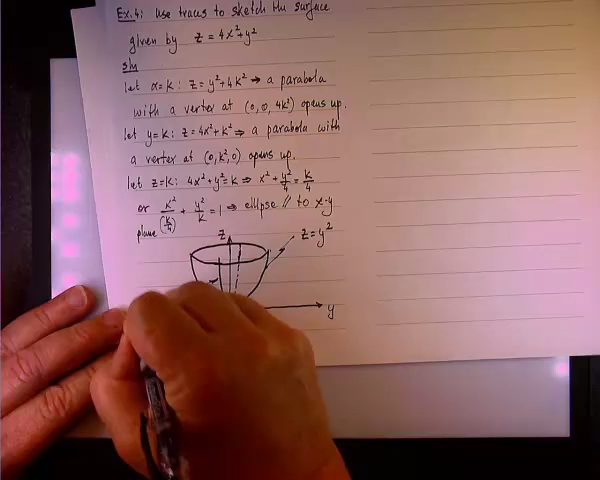 Ex.4: Use traces to sketch the surface
given by z = 4x²+y²
Sln
let x=k: z = y²+4k² → a parabola
with a vertex at (0, 0, 4k²) opens up.
let y=k: z=4x²+k² ⇒ a parabola with
a vertex at (0, k², 0) opens up.
let z=k: 4x²+y²=k ⇒ x²+y²/4 = k/4
or x²/(k/4) + y²/k = 1 ⇒ ellipse // to x-y
plane
z
z=y²
y